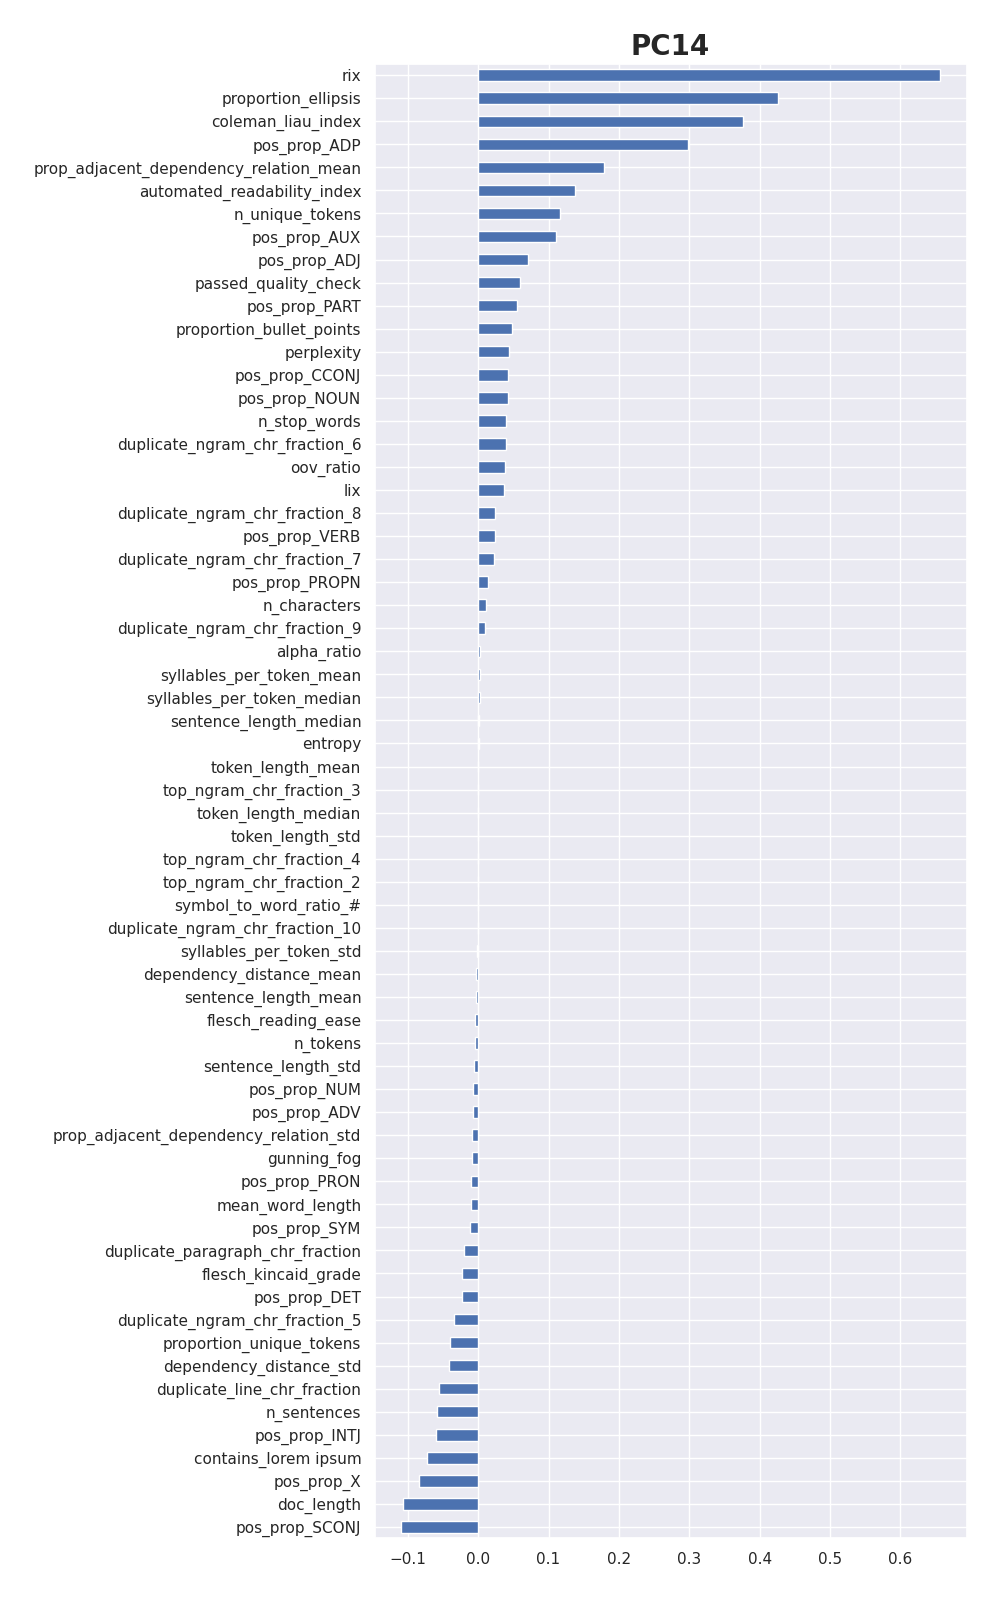 PC14
rix
proportion_ellipsis
coleman_liau_index
pos_prop_ADP
prop_adjacent_dependency_relation_mean
automated_readability_index
n_unique_tokens
pos_prop_AUX
pos_prop_ADJ
passed_quality_check
pos_prop_PART
proportion_bullet_points
perplexity
pos_prop_CCONJ
pos_prop_NOUN
n_stop_words
duplicate_ngram_chr_fraction_6
oov_ratio
lix
duplicate_ngram_chr_fraction_8
pos_prop_VERB
duplicate_ngram_chr_fraction_7
pos_prop_PROPN
n_characters
duplicate_ngram_chr_fraction_9
alpha_ratio
syllables_per_token_mean
syllables_per_token_median
sentence_length_median
entropy
token_length_mean
top_ngram_chr_fraction_3
token_length_median
token_length_std
top_ngram_chr_fraction_4
top_ngram_chr_fraction_2
symbol_to_word_ratio_#
duplicate_ngram_chr_fraction_10
syllables_per_token_std
dependency_distance_mean
sentence_length_mean
flesch_reading_ease
n_tokens
sentence_length_std
pos_prop_NUM
pos_prop_ADV
prop_adjacent_dependency_relation_std
gunning_fog
pos_prop_PRON
mean_word_length
pos_prop_SYM
duplicate_paragraph_chr_fraction
flesch_kincaid_grade
pos_prop_DET
duplicate_ngram_chr_fraction_5
proportion_unique_tokens
dependency_distance_std
duplicate_line_chr_fraction
n_sentences
pos_prop_INTJ
contains_lorem ipsum
pos_prop_X
doc_length
pos_prop_SCONJ
−0.1 0.0 0.1 0.2 0.3 0.4 0.5 0.6